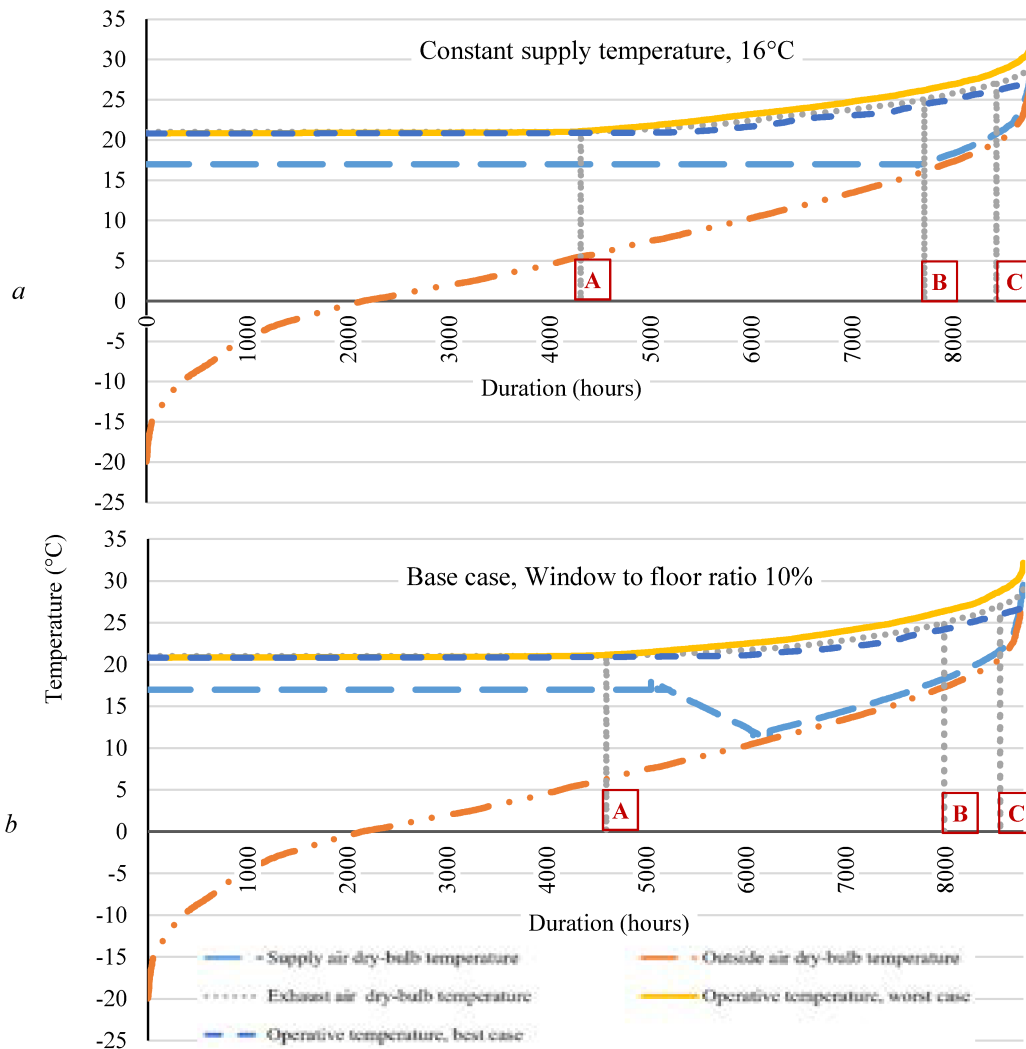 35
30
25
20
15
10
5
0
-5
-10
-15
-20
-25
Constant supply temperature, 16°C
A
B
C
a
0
1000
2000
3000
4000
5000
6000
7000
8000
Duration (hours)
Temperature (°C)
35
30
25
20
15
10
5
0
-5
-10
-15
-20
-25
Base case, Window to floor ratio 10%
A
B
C
b
1000
2000
3000
4000
5000
6000
7000
8000
Duration (hours)
Supply air dry-bulb temperature
Outside air dry-bulb temperature
Exhaust air dry-bulb temperature
Operative temperature, worst case
Operative temperature, best case